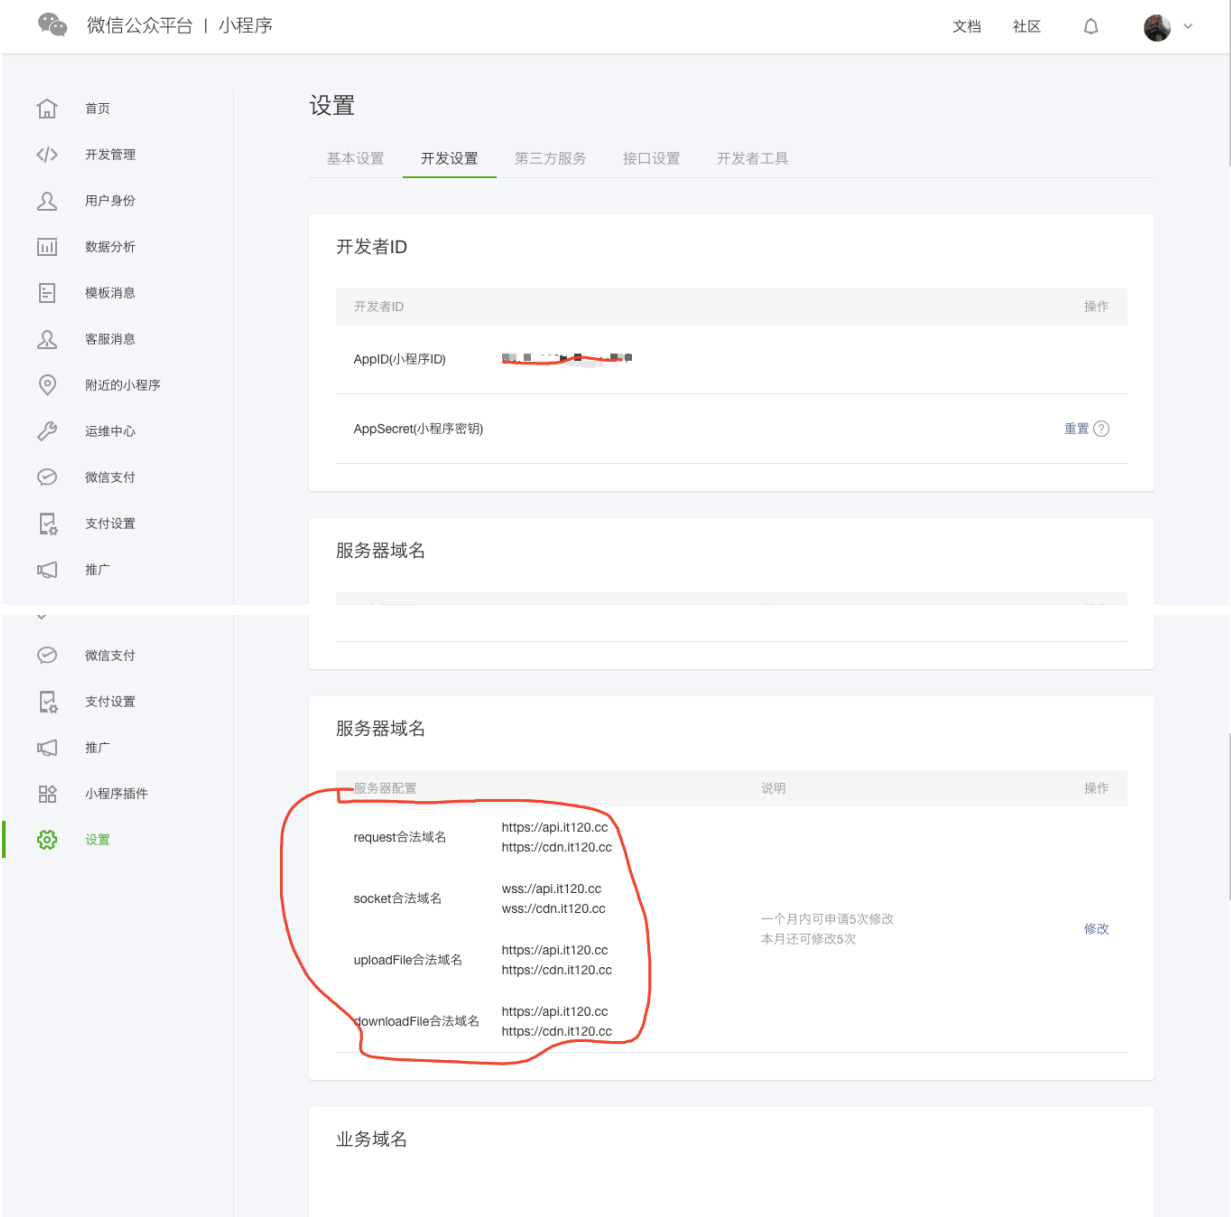 微信公众平台 | 小程序
文档 社区
首页
开发管理
用户身份
数据分析
模板消息
客服消息
附近的小程序
运维中心
微信支付
支付设置
推广
设置
基本设置 开发设置 第三方服务 接口设置 开发者工具
开发者ID
开发者ID 操作
AppID(小程序ID)
AppSecret(小程序密钥) 重置 ?
服务器域名
微信支付
支付设置
推广
小程序插件
设置
服务器域名
服务器配置 说明 操作
request合法域名
https://api.it120.cc
https://cdn.it120.cc
socket合法域名
wss://api.it120.cc
wss://cdn.it120.cc
uploadFile合法域名
https://api.it120.cc
https://cdn.it120.cc
downloadFile合法域名
https://api.it120.cc
https://cdn.it120.cc
一个月内可申请5次修改
本月还可修改5次
修改
业务域名